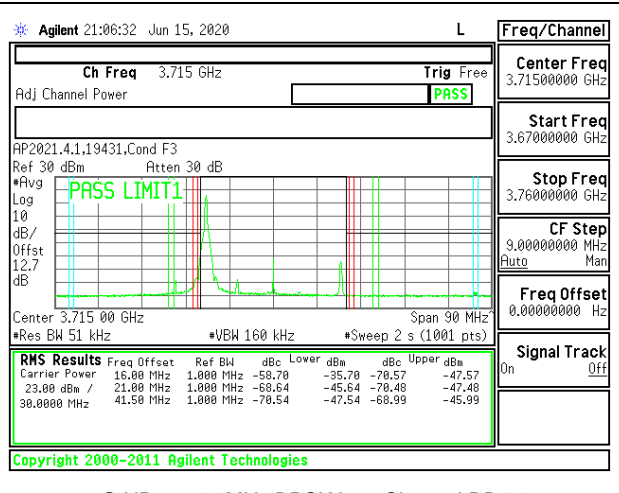 Agilent 21:06:32 Jun 15, 2020 L
Freq/Channel
Ch Freq 3.715 GHz Trig Free
Adj Channel Power PASS
Center Freq
3.71500000 GHz
Start Freq
3.67000000 GHz
Stop Freq
3.76000000 GHz
CF Step
9.00000000 MHz
Auto Man
Freq Offset
0.00000000 Hz
Signal Track
On Off
AP2021.4.1,19431,Cond F3
Ref 30 dBm Atten 30 dB
#Avg
Log
10
dB/
Offst
12.7
dB
PASS LIMIT1
Center 3.715 00 GHz Span 90 MHz
#Res BW 51 kHz #VBW 160 kHz #Sweep 2 s (1001 pts)
RMS Results Freq Offset Ref BW dBc Lower dBm dBc Upper dBm
Carrier Power 16.00 MHz 1.000 MHz -58.70 -35.70 -70.57 -47.57
23.00 dBm / 21.00 MHz 1.000 MHz -68.64 -45.64 -70.48 -47.48
30.0000 MHz 41.50 MHz 1.000 MHz -70.54 -47.54 -68.99 -45.99
Copyright 2000-2011 Agilent Technologies